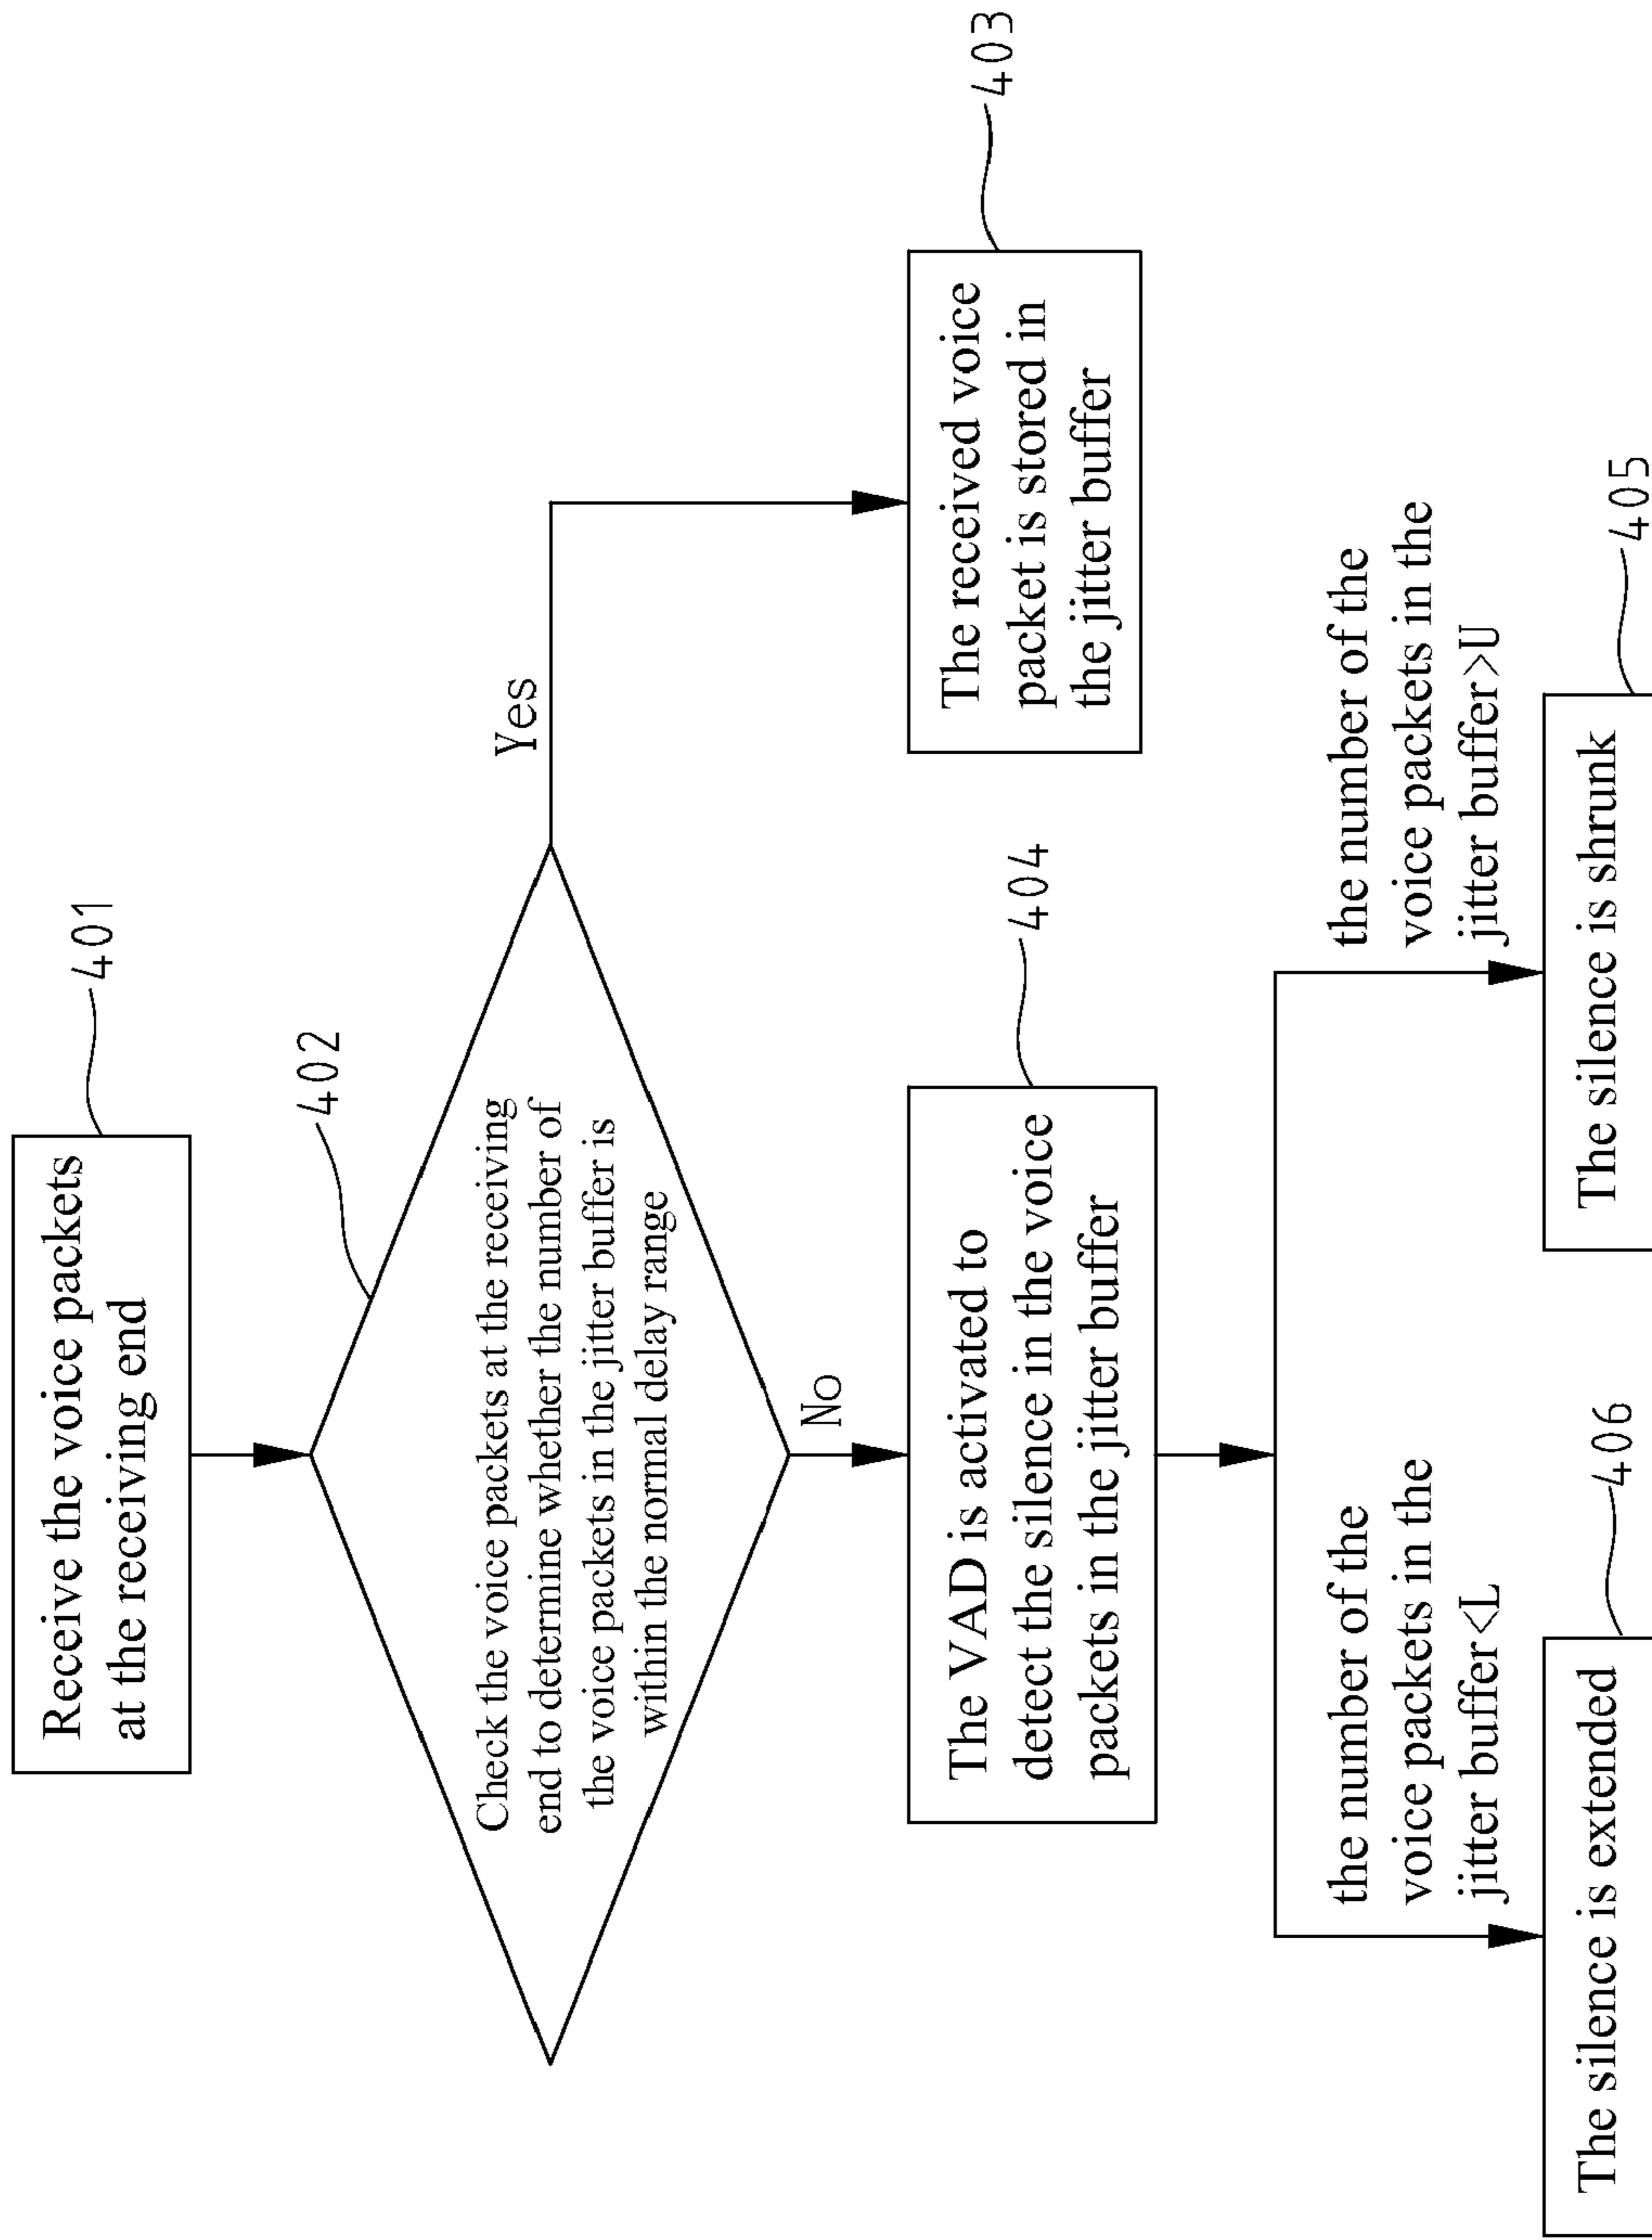 Receive the voice packets
at the receiving end
401
402
Check the voice packets at the receiving
end to determine whether the number of
the voice packets in the jitter buffer is
within the normal delay range
Yes
No
The received voice
packet is stored in
the jitter buffer
403
The VAD is activated to
detect the silence in the voice
packets in the jitter buffer
404
the number of the
voice packets in the
jitter buffer<L
the number of the
voice packets in the
jitter buffer>U
The silence is extended
406
The silence is shrunk
405